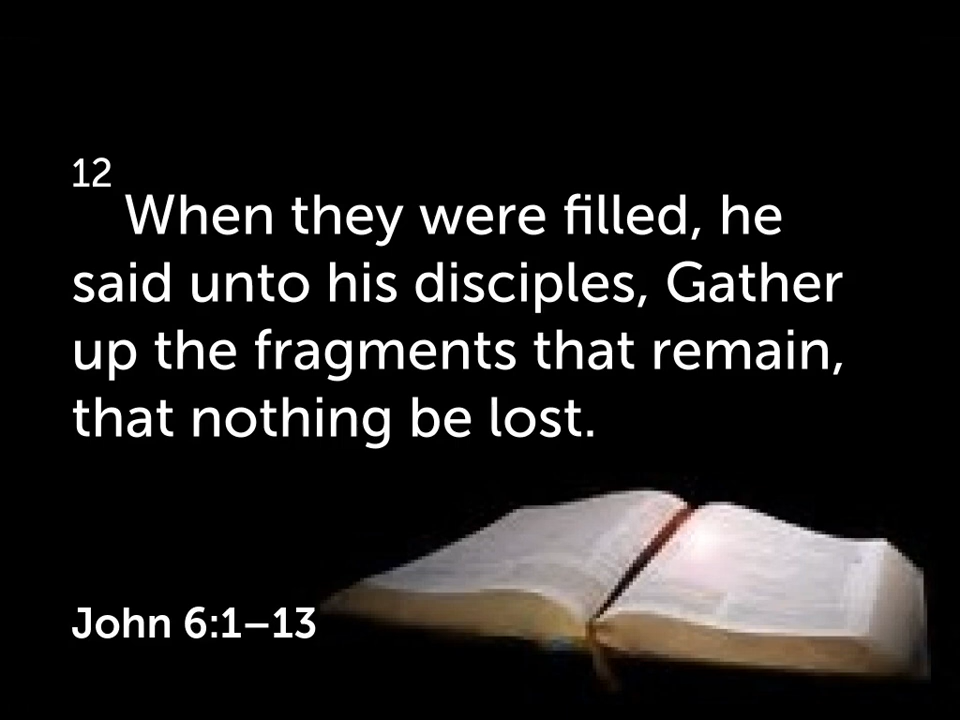 12
When they were filled, he
said unto his disciples, Gather
up the fragments that remain,
that nothing be lost.
John 6:1–13